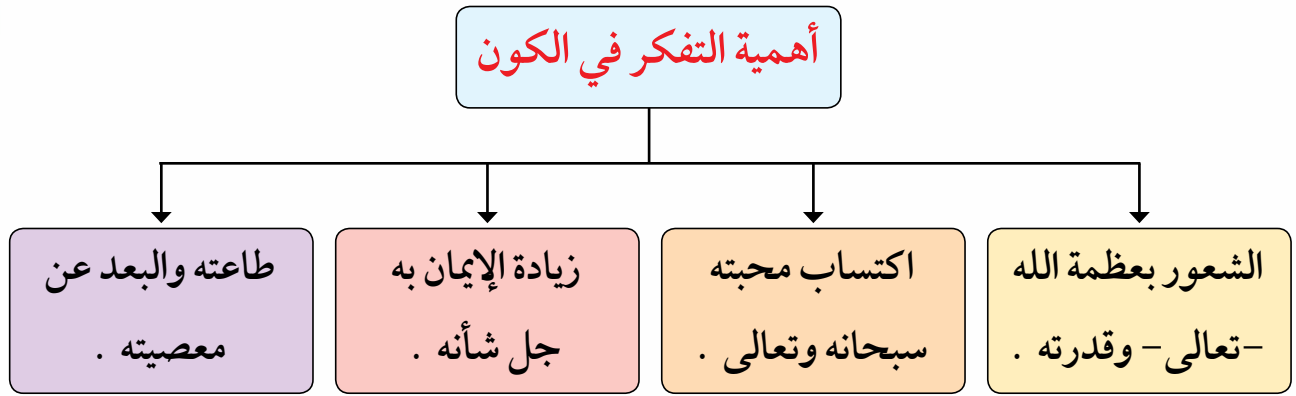 أهمية التفكر في الكون
الشعور بعظمة الله
-تعالى- وقدرته .
اكتساب محبته
سبحانه وتعالى .
زيادة الإيمان به
جل شأنه .
طاعته والبعد عن
معصيته .